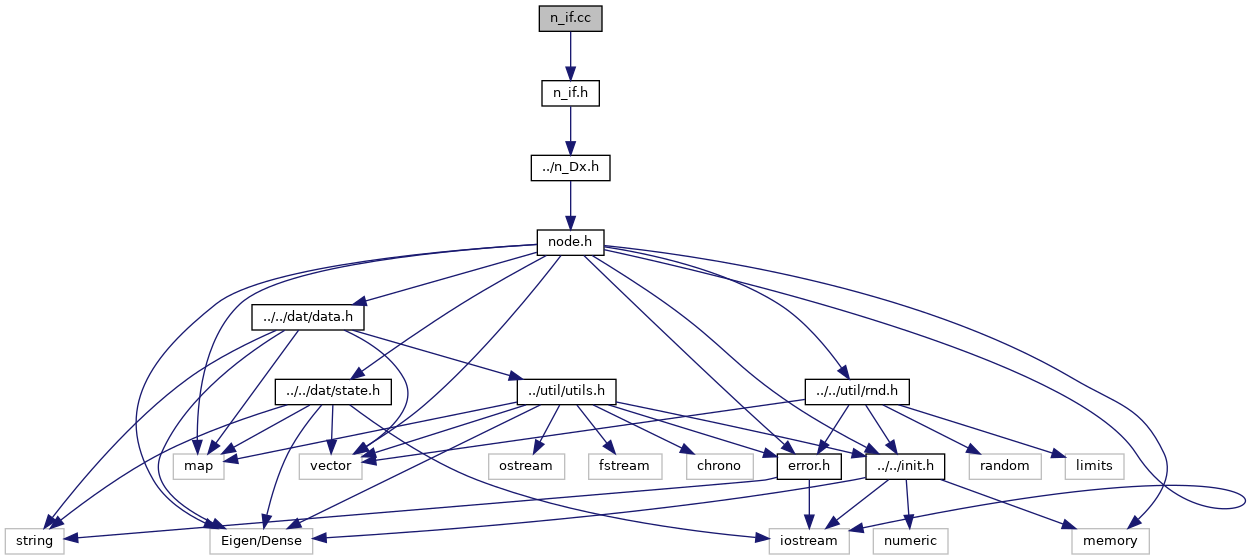 n_if.cc
n_if.h
../n_Dx.h
node.h
../../dat/data.h
../../dat/state.h
../util/utils.h
../../util/rnd.h
map
vector
ostream
fstream
chrono
error.h
../../init.h
random
limits
string
Eigen/Dense
iostream
numeric
memory